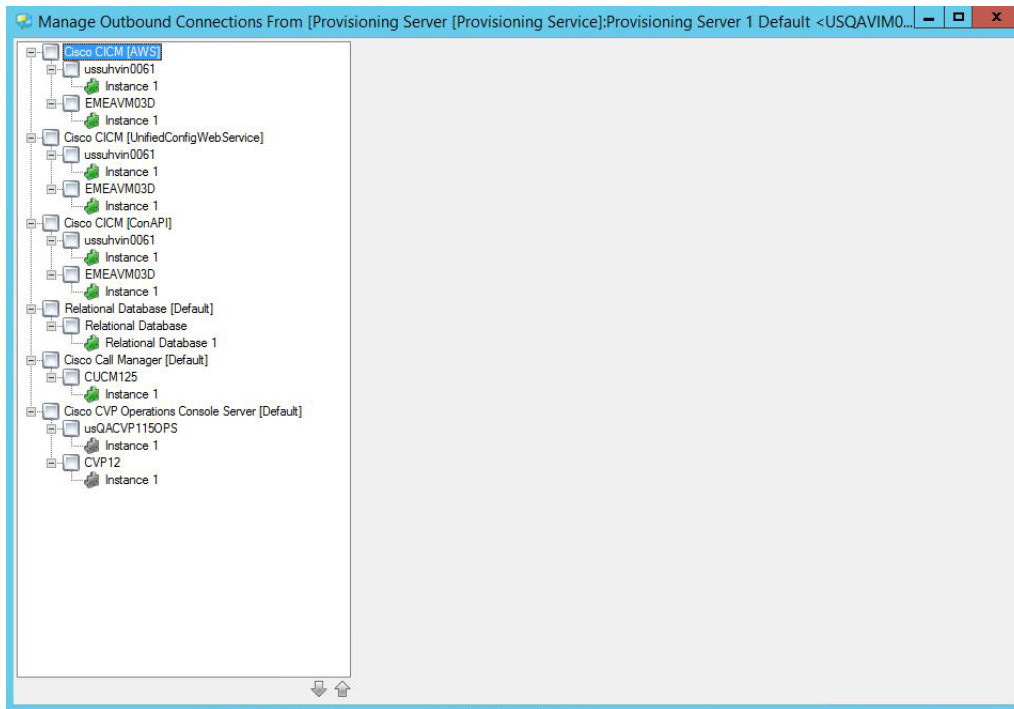 Manage Outbound Connections From [Provisioning Server [Provisioning Service]:Provisioning Server 1 Default <USQAVIM0...
Cisco CICM [AWS]
ussuhvin0061
Instance 1
EMEAVM03D
Instance 1
Cisco CICM [UnifiedConfigWebService]
ussuhvin0061
Instance 1
EMEAVM03D
Instance 1
Cisco CICM [ConAPI]
ussuhvin0061
Instance 1
EMEAVM03D
Instance 1
Relational Database [Default]
Relational Database
Relational Database 1
Cisco Call Manager [Default]
CUCM125
Instance 1
Cisco CVP Operations Console Server [Default]
usQACVP115OPS
Instance 1
CVP12
Instance 1